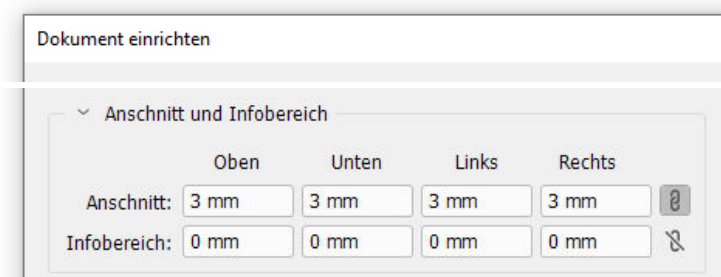 Dokument einrichten
Anschnitt und Infobereich
Oben Unten Links Rechts
Anschnitt: 3 mm 3 mm 3 mm 3 mm
Infobereich: 0 mm 0 mm 0 mm 0 mm